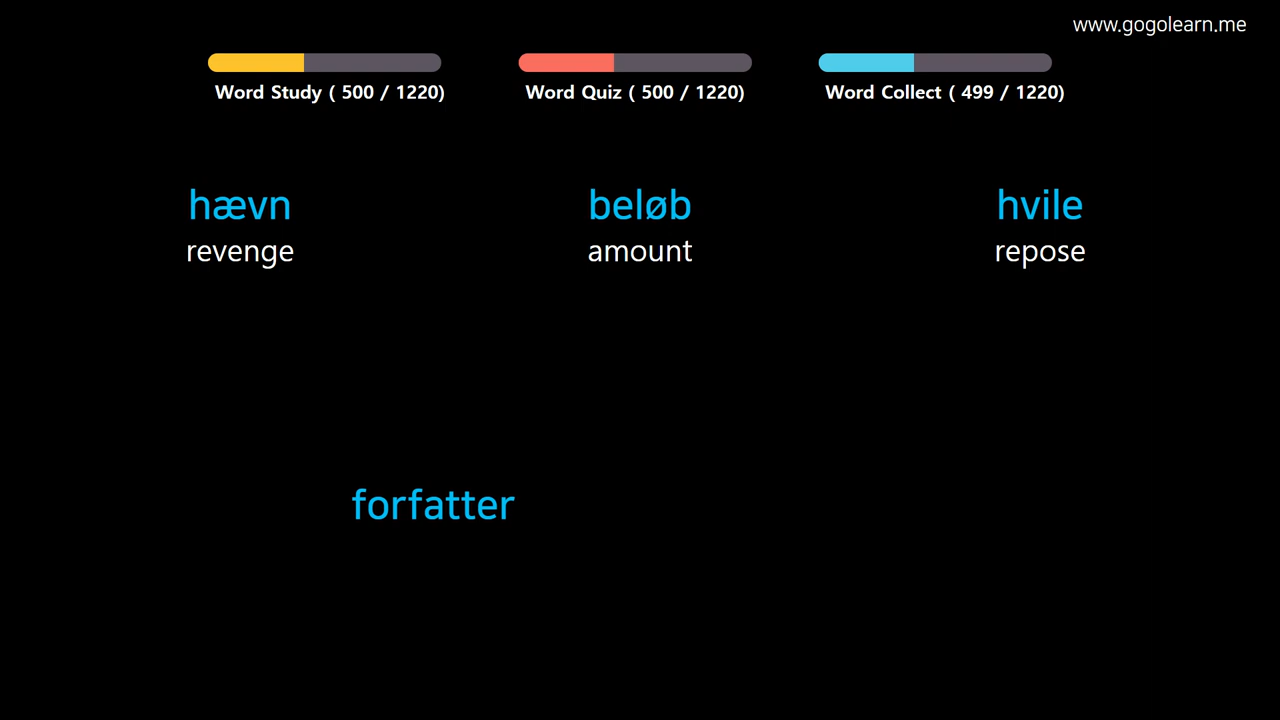 www.gogolearn.me
Word Study ( 500 / 1220)
Word Quiz ( 500 / 1220)
Word Collect ( 499 / 1220)
hævn
revenge
beløb
amount
hvile
repose
forfatter